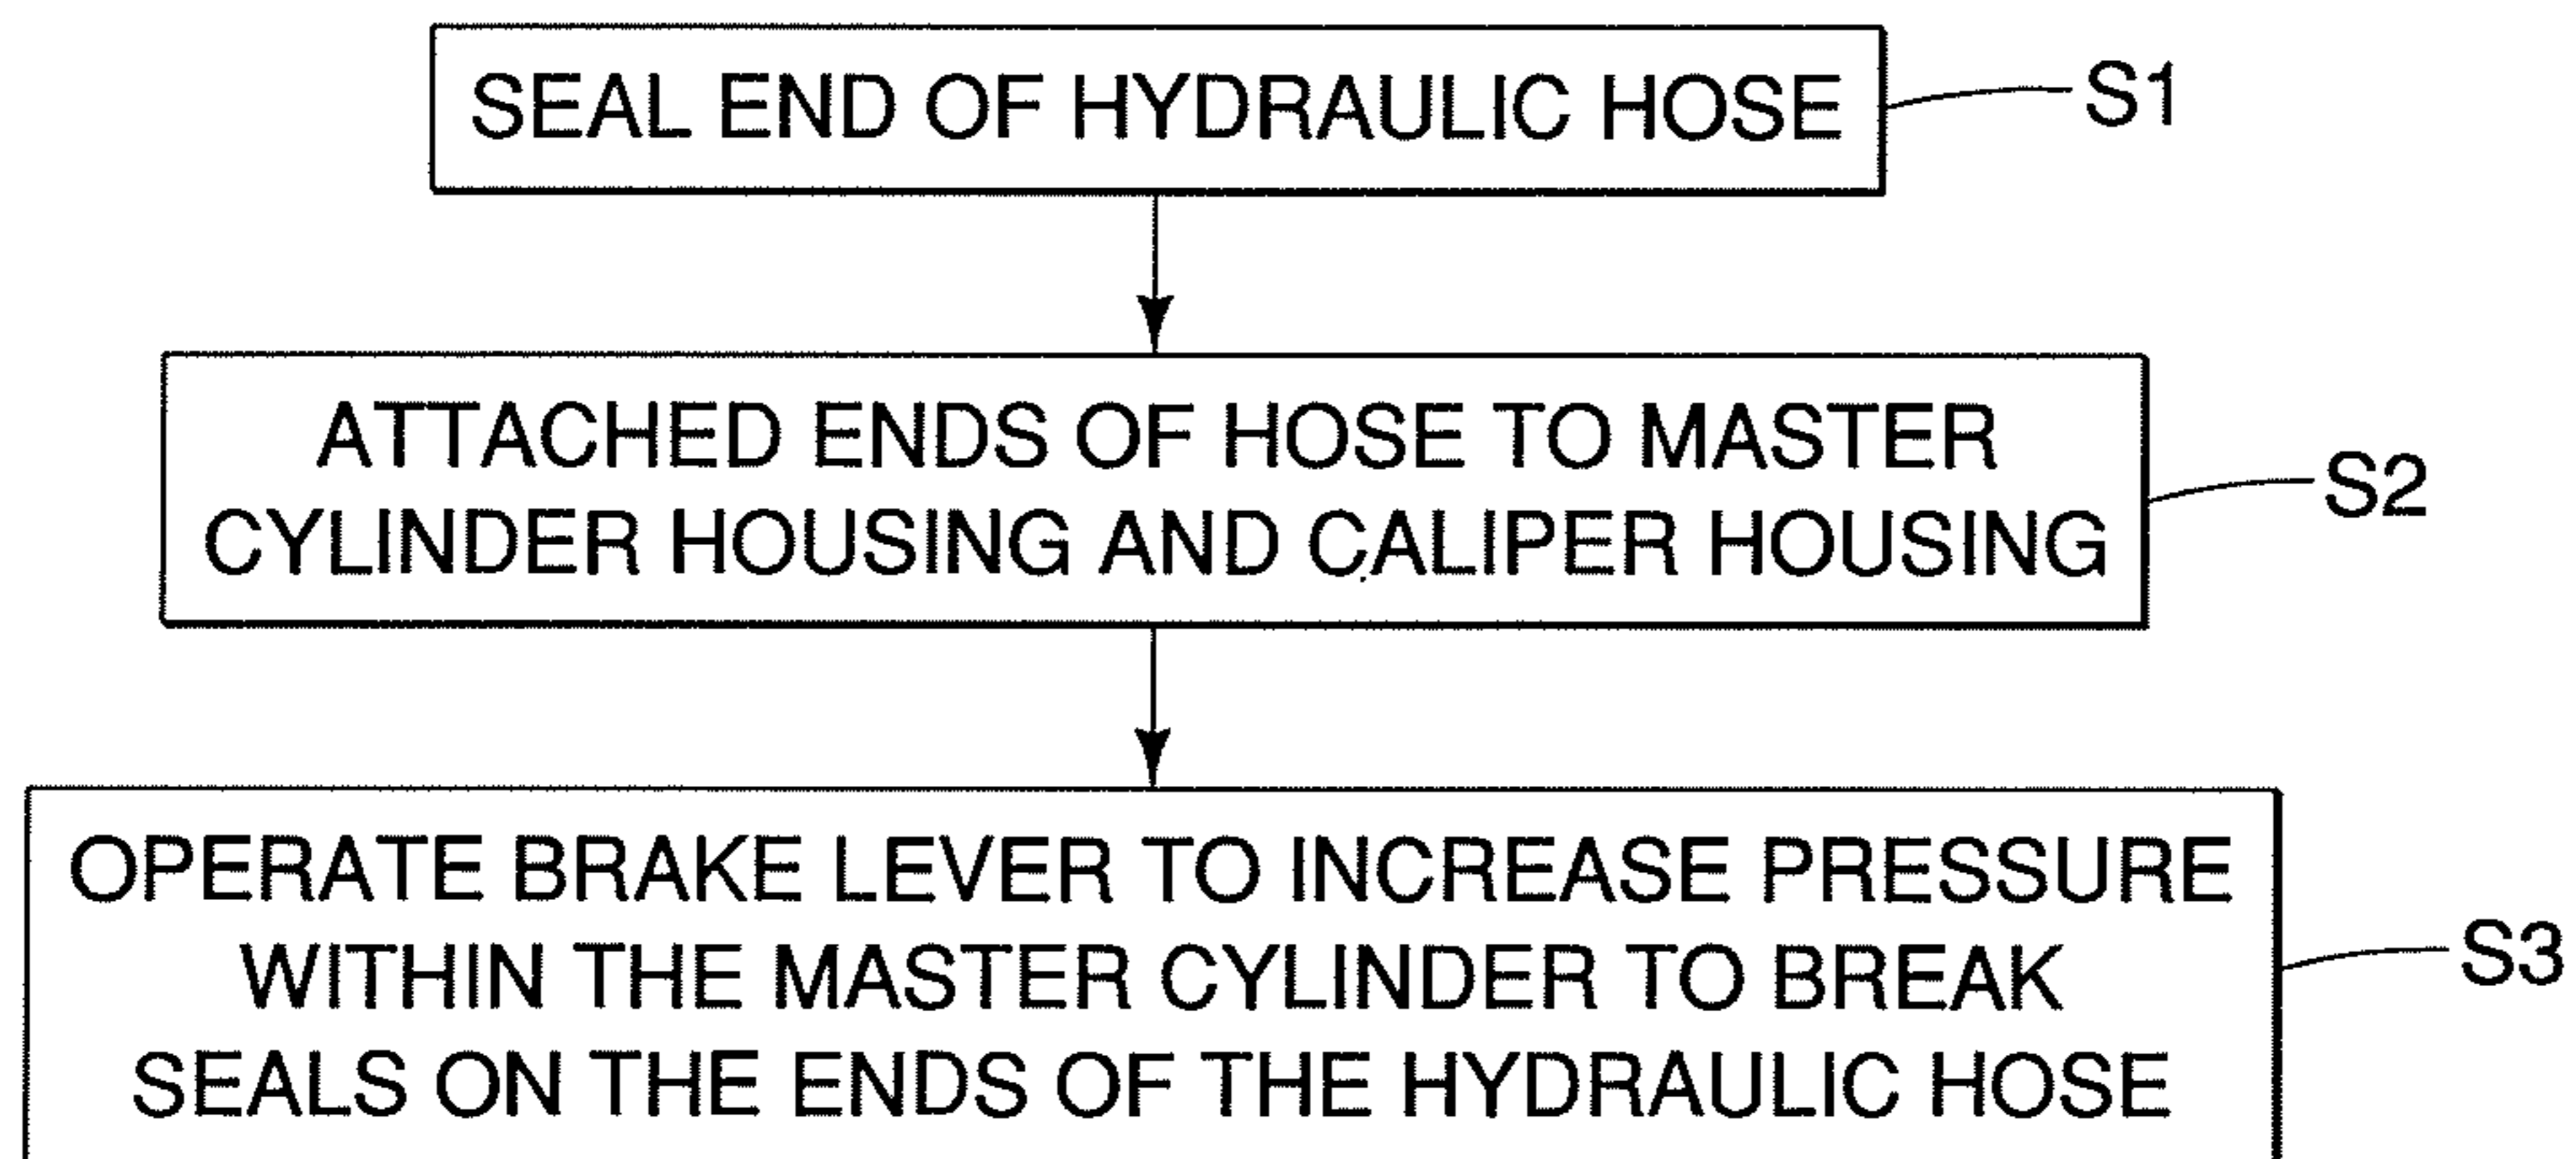 SEAL END OF HYDRAULIC HOSE
S1
ATTACHED ENDS OF HOSE TO MASTER
CYLINDER HOUSING AND CALIPER HOUSING
S2
OPERATE BRAKE LEVER TO INCREASE PRESSURE
WITHIN THE MASTER CYLINDER TO BREAK
SEALS ON THE ENDS OF THE HYDRAULIC HOSE
S3